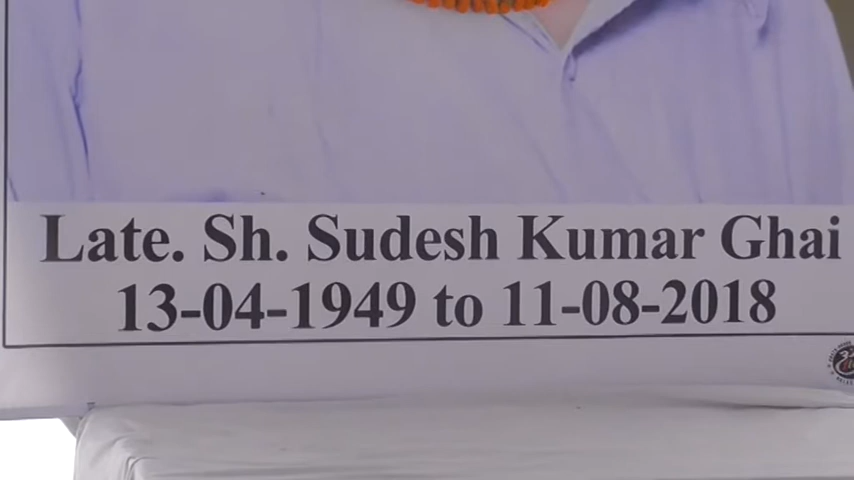 Late. Sh. Sudesh Kumar Ghai
13-04-1949 to 11-08-2018